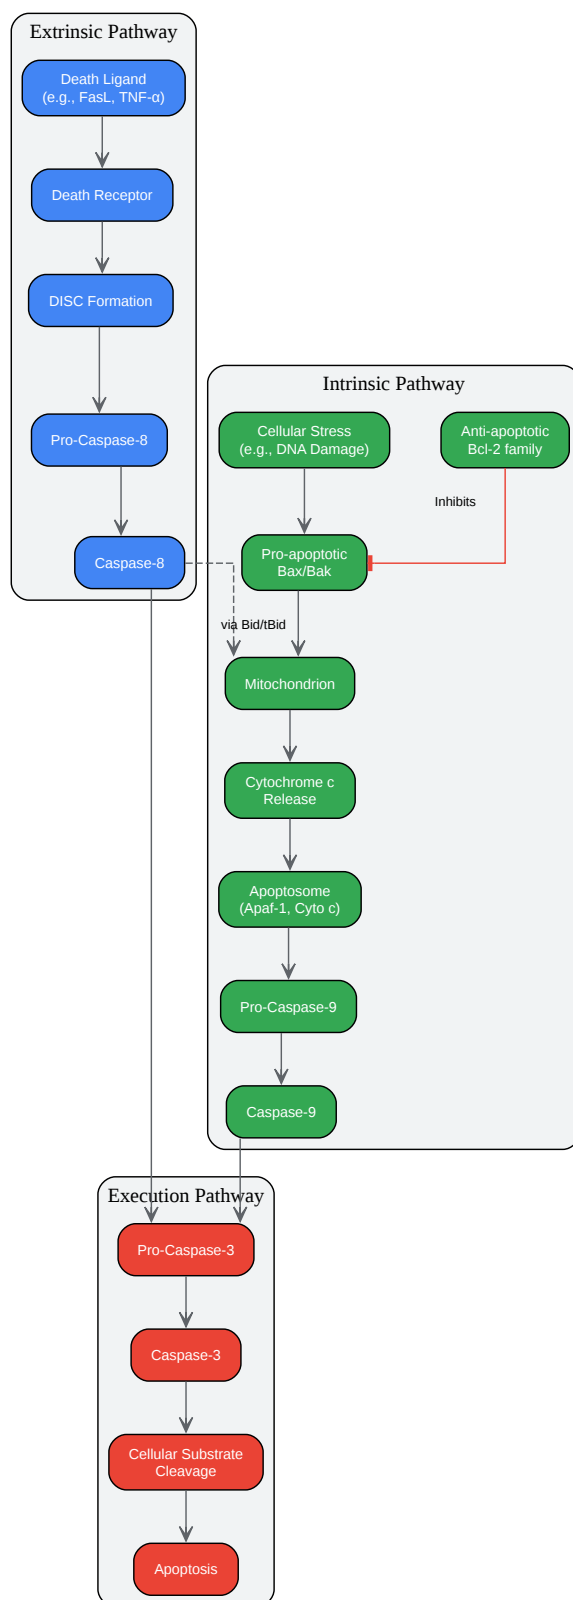 Extrinsic Pathway
Death Ligand
(e.g., FasL, TNF-α)
Death Receptor
DISC Formation
Pro-Caspase-8
Caspase-8
Intrinsic Pathway
Cellular Stress
(e.g., DNA Damage)
Anti-apoptotic
Bcl-2 family
Inhibits
Pro-apoptotic
Bax/Bak
via Bid/tBid
Mitochondrion
Cytochrome c
Release
Apoptosome
(Apaf-1, Cyto c)
Pro-Caspase-9
Caspase-9
Execution Pathway
Pro-Caspase-3
Caspase-3
Cellular Substrate
Cleavage
Apoptosis